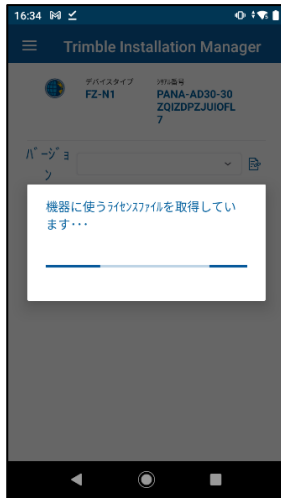 16:34
Trimble Installation Manager
デバイスタイプ
ｼﾘｱﾙ番号
FZ-N1
PANA-AD30-30
ZQIZDPZJUIOFL
7
ﾊﾞｰｼﾞｮ
ﾝ
機器に使うﾗｲｾﾝｽﾌｧｲﾙを取得してい
ます･･･